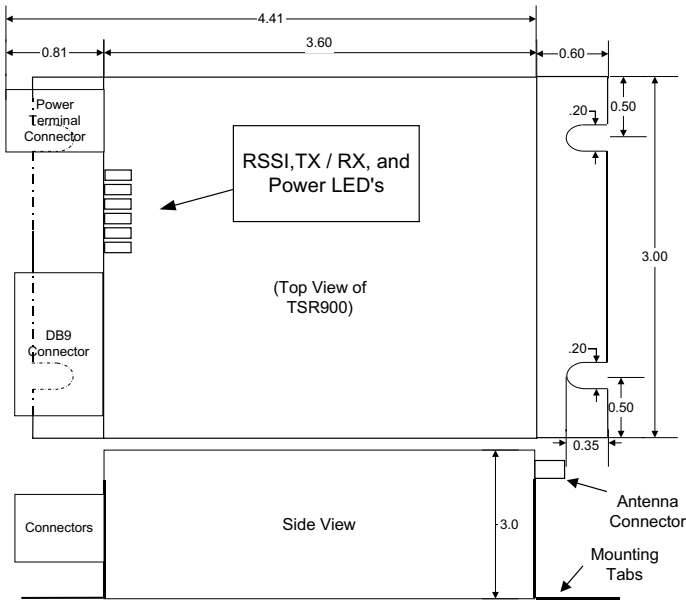 4.41
0.81
3.60
0.60
Power
Terminal
Connector
.20
0.50
RSSI,TX / RX, and
Power LED's
3.00
(Top View of
TSR900)
DB9
Connector
.20
0.50
0.35
Connectors
Side View
3.0
Antenna
Connector
Mounting
Tabs